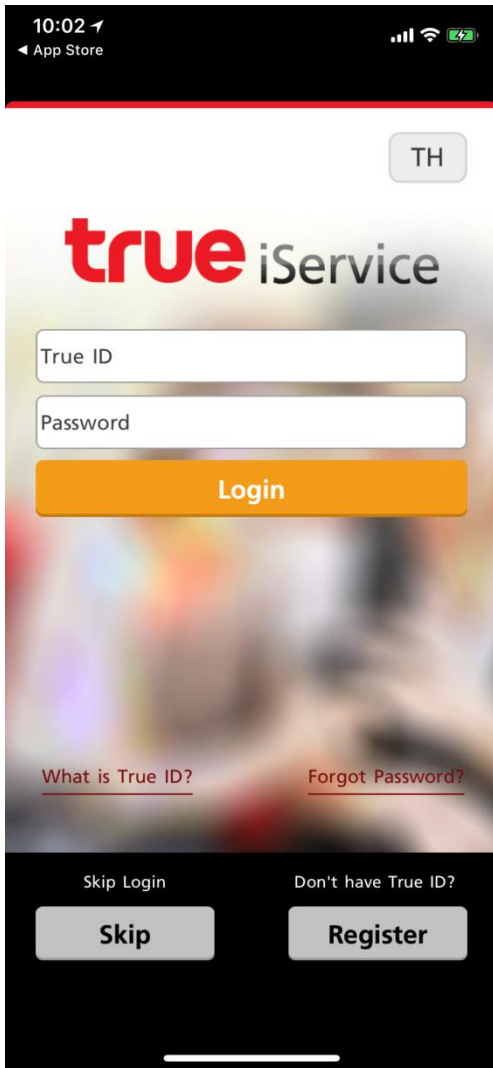 10:02
◀ App Store
TH
true iService
True ID
Password
Login
What is True ID?
Forgot Password?
Skip Login
Don't have True ID?
Skip
Register